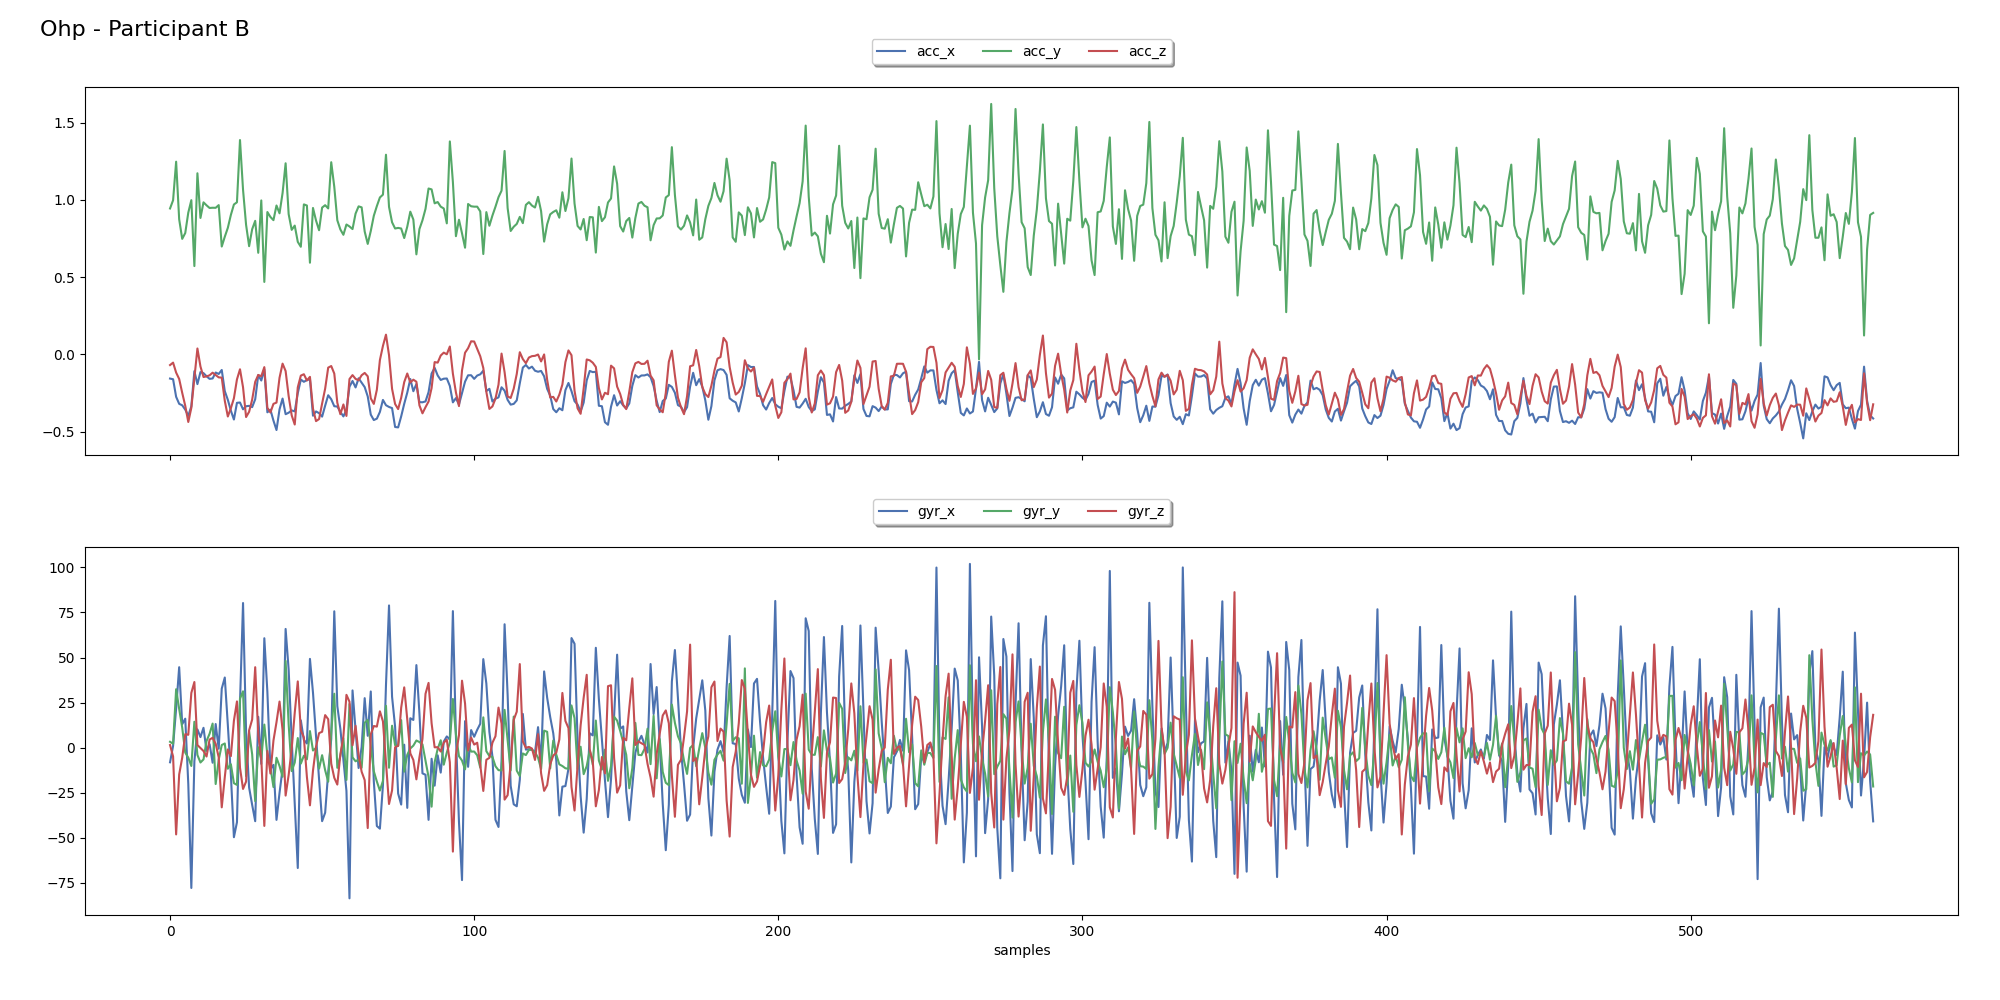 Ohp - Participant B
acc_x acc_y acc_z
1.5
1.0
0.5
0.0
−0.5
gyr_x gyr_y gyr_z
100
75
50
25
0
−25
−50
−75
0 100 200 300 400 500
samples